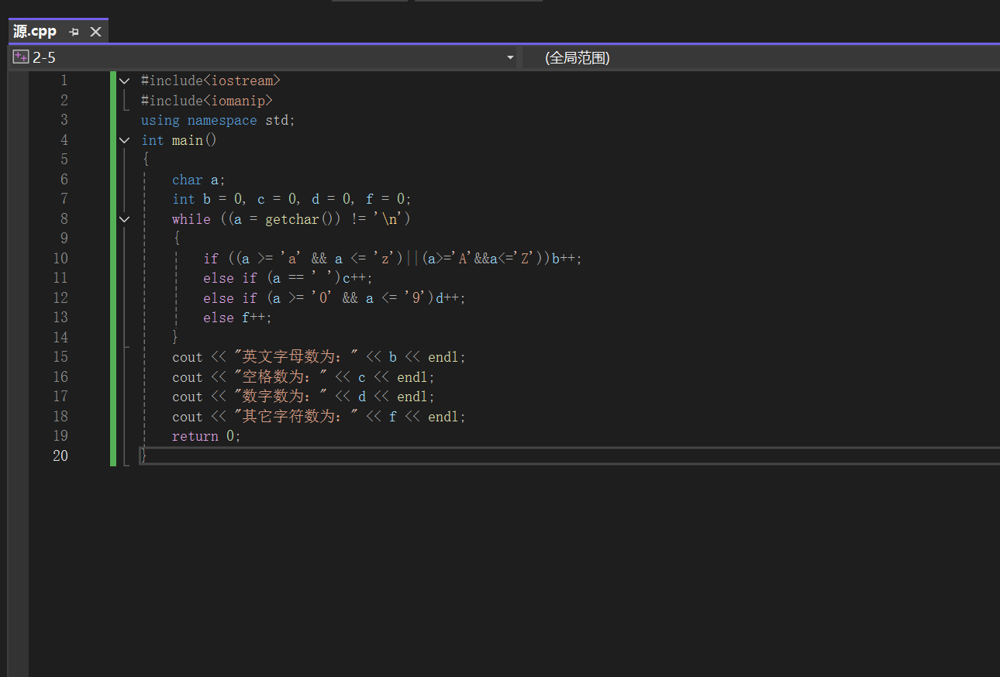 源.cpp
2-5 (全局范围)
1 #include<iostream>
2 #include<iomanip>
3 using namespace std;
4 int main()
5 {
6 char a;
7 int b = 0, c = 0, d = 0, f = 0;
8 while ((a = getchar()) != '\n')
9 {
10 if ((a >= 'a' && a <= 'z')||(a>='A'&&a<='Z'))b++;
11 else if (a == ' ')c++;
12 else if (a >= '0' && a <= '9')d++;
13 else f++;
14 }
15 cout << "英文字母数为：" << b << endl;
16 cout << "空格数为：" << c << endl;
17 cout << "数字数为：" << d << endl;
18 cout << "其它字符数为：" << f << endl;
19 return 0;
20 }